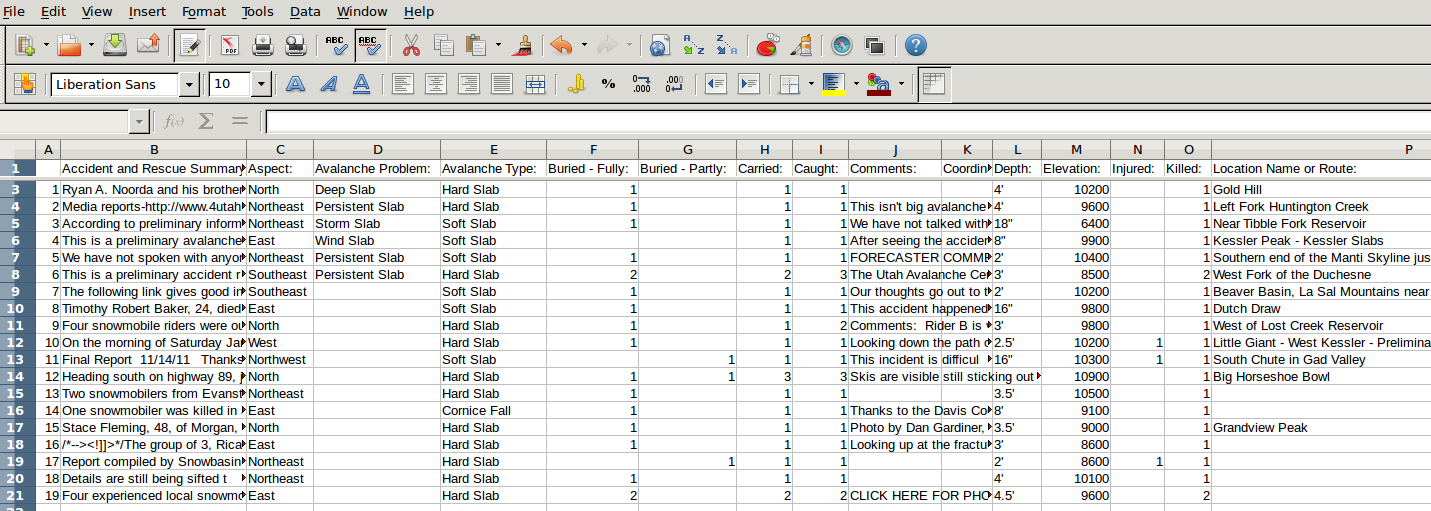 File Edit View Insert Format Tools Data Window Help
PDF ABC ABC A Z Z A ?
Liberation Sans 10 A A A % .000 .000
f(x) Σ =
A B C D E F G H I J K L M N O P
1 Accident and Rescue Summary Aspect: Avalanche Problem: Avalanche Type: Buried - Fully: Buried - Partly: Carried: Caught: Comments: Coordin Depth: Elevation: Injured: Killed: Location Name or Route:
3 1 Ryan A. Noorda and his brother North Deep Slab Hard Slab 1 1 1 4' 10200 1 Gold Hill
4 2 Media reports-http://www.4utah Northeast Persistent Slab Hard Slab 1 1 1 This isn't big avalanche 4' 9600 1 Left Fork Huntington Creek
5 3 According to preliminary inform Northeast Storm Slab Soft Slab 1 1 1 We have not talked with 18" 6400 1 Near Tibble Fork Reservoir
6 4 This is a preliminary avalanche East Wind Slab Soft Slab 1 1 After seeing the acciden 8" 9900 1 Kessler Peak - Kessler Slabs
7 5 We have not spoken with anyon Northeast Persistent Slab Soft Slab 1 1 1 FORECASTER COMME 2' 10400 1 Southern end of the Manti Skyline jus
8 6 This is a preliminary accident r Southeast Persistent Slab Hard Slab 2 2 3 The Utah Avalanche Ce 3' 8500 2 West Fork of the Duchesne
9 7 The following link gives good in Southeast Soft Slab 1 1 1 Our thoughts go out to t 2' 10200 1 Beaver Basin, La Sal Mountains near
10 8 Timothy Robert Baker, 24, died East Soft Slab 1 1 1 This accident happened 16" 9800 1 Dutch Draw
11 9 Four snowmobile riders were ou North Hard Slab 1 1 2 Comments: Rider B is 3' 9800 1 West of Lost Creek Reservoir
12 10 On the morning of Saturday Ja West Hard Slab 1 1 1 Looking down the path o 2.5' 10200 1 1 Little Giant - West Kessler - Prelimina
13 11 Final Report 11/14/11 Thanks Northwest Soft Slab 1 1 1 This incident is difficul 16" 10300 1 1 South Chute in Gad Valley
14 12 Heading south on highway 89, j North Hard Slab 1 1 3 3 Skis are visible still sticking out 10900 1 Big Horseshoe Bowl
15 13 Two snowmobilers from Evanst Northeast Hard Slab 1 1 1 3.5' 10500 1
16 14 One snowmobiler was killed in East Cornice Fall 1 1 1 Thanks to the Davis Co 8' 9100 1
17 15 Stace Fleming, 48, of Morgan, North Hard Slab 1 1 1 Photo by Dan Gardiner, 3.5' 9000 1 Grandview Peak
18 16 /*--><!]]>*/The group of 3, Rica East Hard Slab 1 1 1 Looking up at the fractu 3' 8600 1
19 17 Report compiled by Snowbasin Northeast Hard Slab 1 1 1 2' 8600 1 1
20 18 Details are still being sifted t Northeast Hard Slab 1 1 1 4' 10100 1
21 19 Four experienced local snowmo East Hard Slab 2 2 2 CLICK HERE FOR PHO 4.5' 9600 2